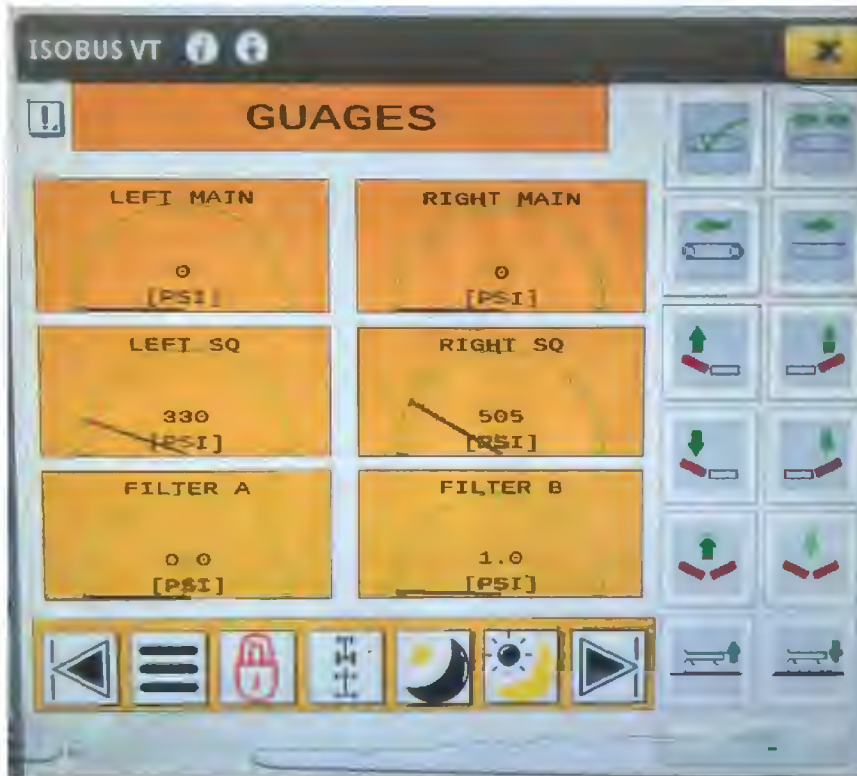 ISOBUS VT
GUAGES
LEFT MAIN
0
[PSI]
RIGHT MAIN
0
[PSI]
LEFT SQ
330
[PSI]
RIGHT SQ
505
[PSI]
FILTER A
0.0
[PSI]
FILTER B
1.0
[PSI]